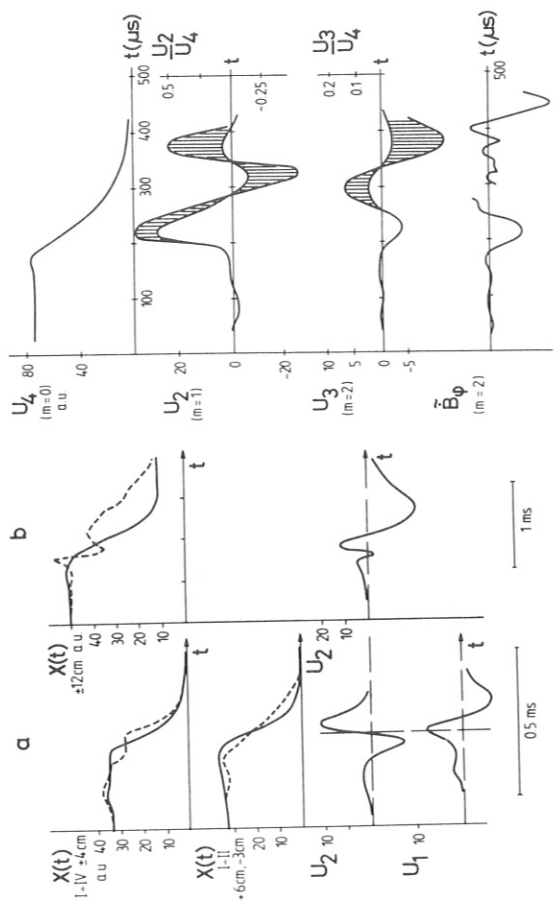 a
X(t)
I-IV ±4cm
a.u
40
30
20
10
t
X(t)
I-II
+6cm,-3cm
30
20
10
t
U2
10
U1
10
0.5 ms
b
X(t)
±12cm a.u.
40
30
20
10
t
U2
20
10
t
1 ms
U4
(m=0)
a.u
80
40
100
300
400
500
t(μs)
U2
(m=1)
20
0
-20
0.5
U2
U4
t
-0.25
U3
(m=2)
10
5
0
-5
0.2
0.1
U3
U4
t
B̃φ
(m=2)
500
t(μs)